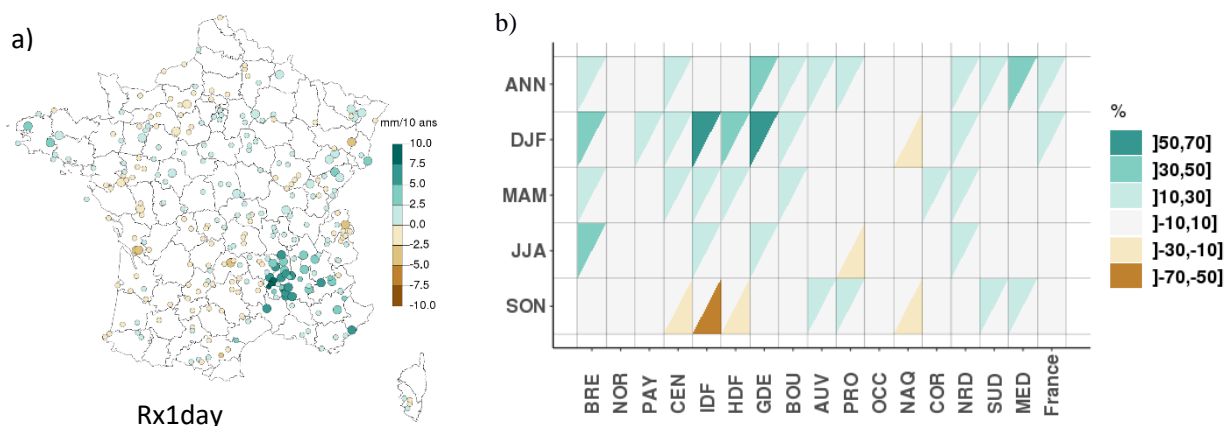 a)
mm/10 ans
10.0
7.5
5.0
2.5
0.0
-2.5
-5.0
-7.5
-10.0
Rx1day
b)
ANN
DJF
MAM
JJA
SON
BRE NOR PAY CEN IDF HDF GDE BOU AUV PRO OCC NAQ COR NRD SUD MED France
%
]50,70]
]30,50]
]10,30]
]-10,10]
]-30,-10]
]-70,-50]